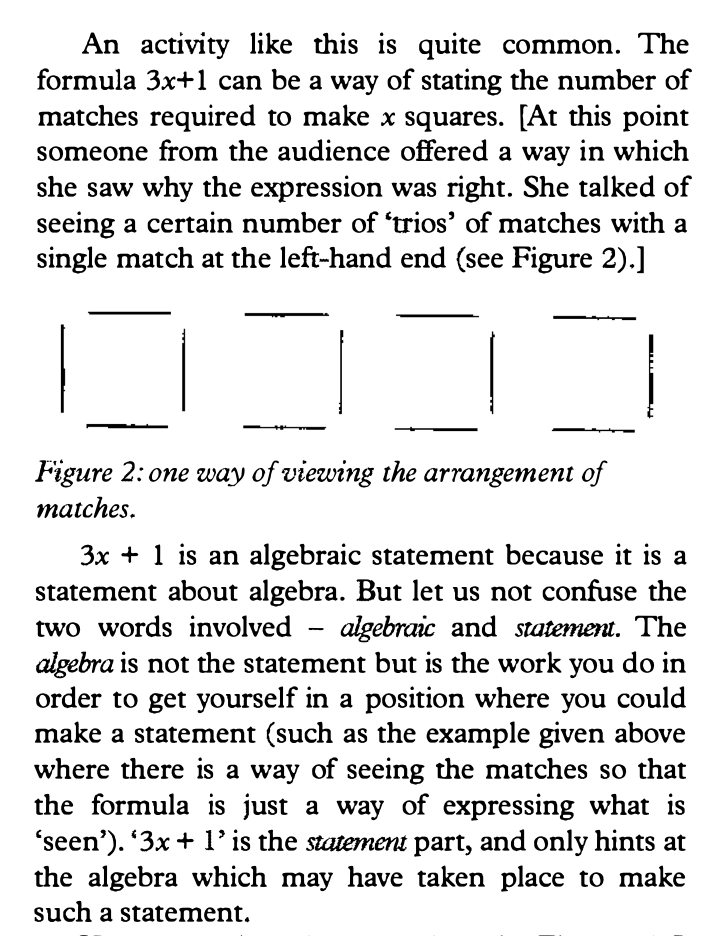 An activity like this is quite common. The
formula 3x+1 can be a way of stating the number of
matches required to make x squares. [At this point
someone from the audience offered a way in which
she saw why the expression was right. She talked of
seeing a certain number of ‘trios’ of matches with a
single match at the left-hand end (see Figure 2).]
Figure 2: one way of viewing the arrangement of
matches.
3x + 1 is an algebraic statement because it is a
statement about algebra. But let us not confuse the
two words involved – algebraic and statement. The
algebra is not the statement but is the work you do in
order to get yourself in a position where you could
make a statement (such as the example given above
where there is a way of seeing the matches so that
the formula is just a way of expressing what is
‘seen’). ‘3x + 1’ is the statement part, and only hints at
the algebra which may have taken place to make
such a statement.